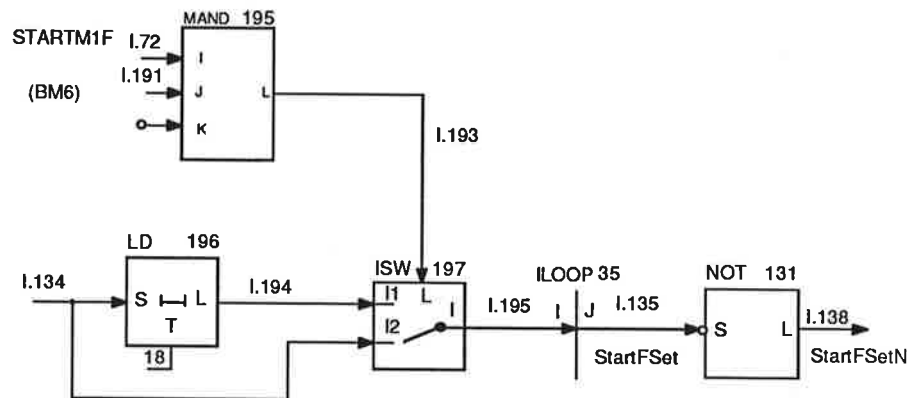 MAND 195
STARTM1F I.72
I
I.191
(BM6) J L
K
I.193
LD 196
ISW 197 ILOOP 35 NOT 131
I.134 S L I.194 I1 L
T
I I.195 I J I.135 S L I.138
I2
18
StartFSet StartFSetN